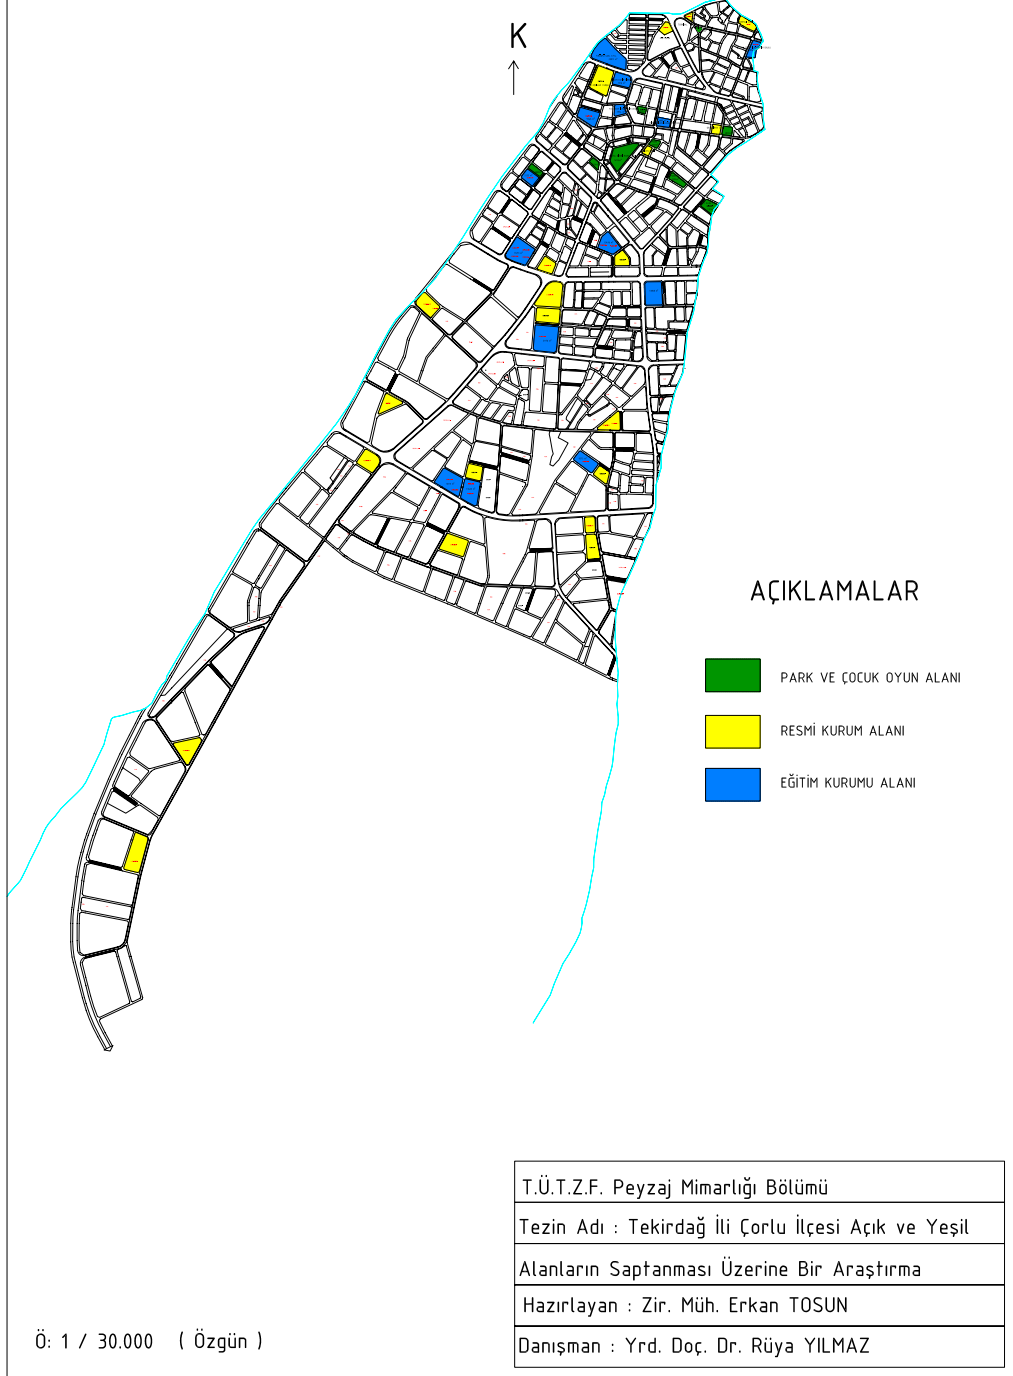 K
AÇIKLAMALAR
PARK VE ÇOCUK OYUN ALANI
RESMİ KURUM ALANI
EĞİTİM KURUMU ALANI
T.Ü.T.Z.F. Peyzaj Mimarlığı Bölümü
Tezin Adı : Tekirdağ İli Çorlu İlçesi Açık ve Yeşil
Alanların Saptanması Üzerine Bir Araştırma
Hazırlayan : Zir. Müh. Erkan TOSUN
Danışman : Yrd. Doç. Dr. Rüya YILMAZ
Ö: 1 / 30.000 ( Özgün )